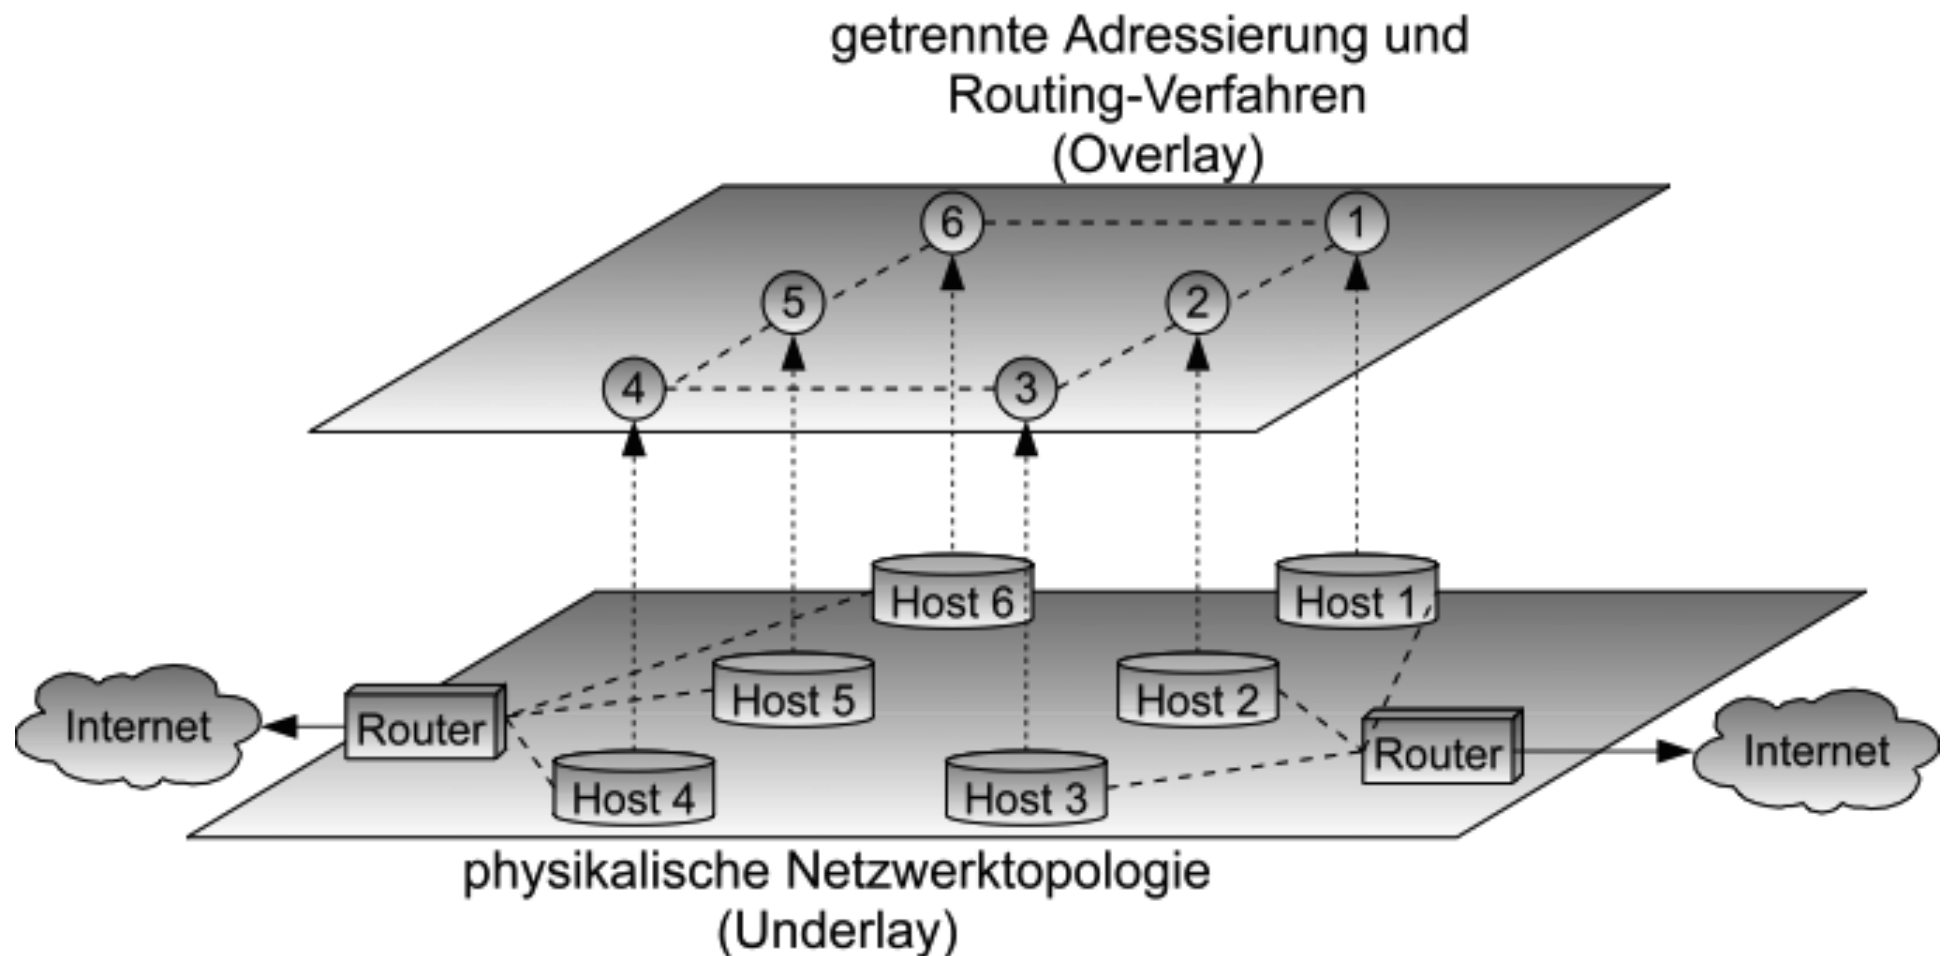 getrennte Adressierung und
Routing-Verfahren
(Overlay)
6
1
5
2
4
3
Host 6
Host 1
Host 5
Host 2
Internet
Router
Router
Internet
Host 4
Host 3
physikalische Netzwerktopologie
(Underlay)